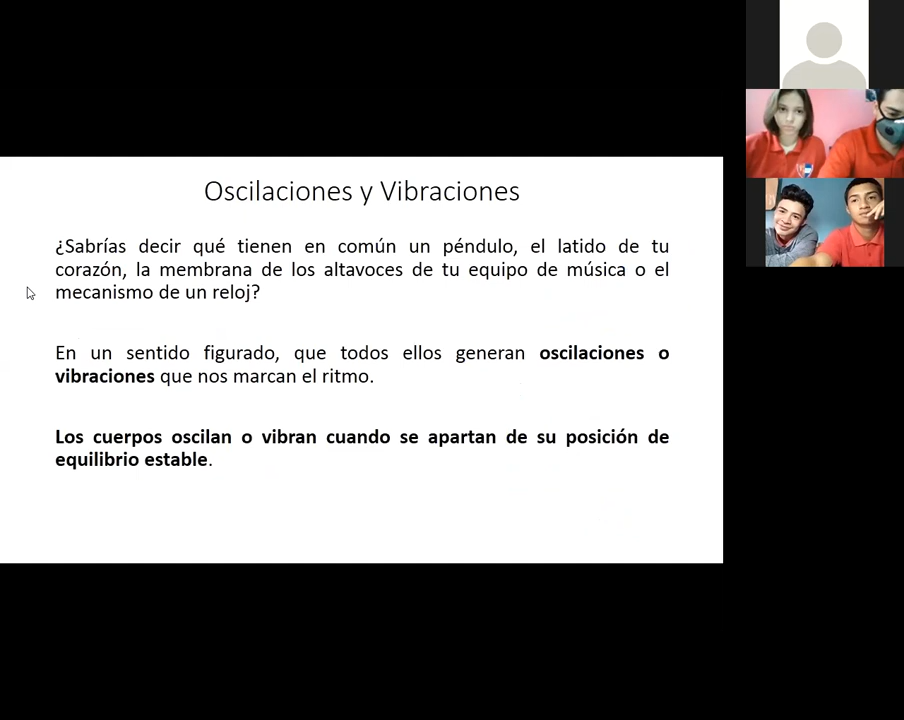 Oscilaciones y Vibraciones
¿Sabrías decir qué tienen en común un péndulo, el latido de tu
corazón, la membrana de los altavoces de tu equipo de música o el
mecanismo de un reloj?
En un sentido figurado, que todos ellos generan oscilaciones o
vibraciones que nos marcan el ritmo.
Los cuerpos oscilan o vibran cuando se apartan de su posición de
equilibrio estable.